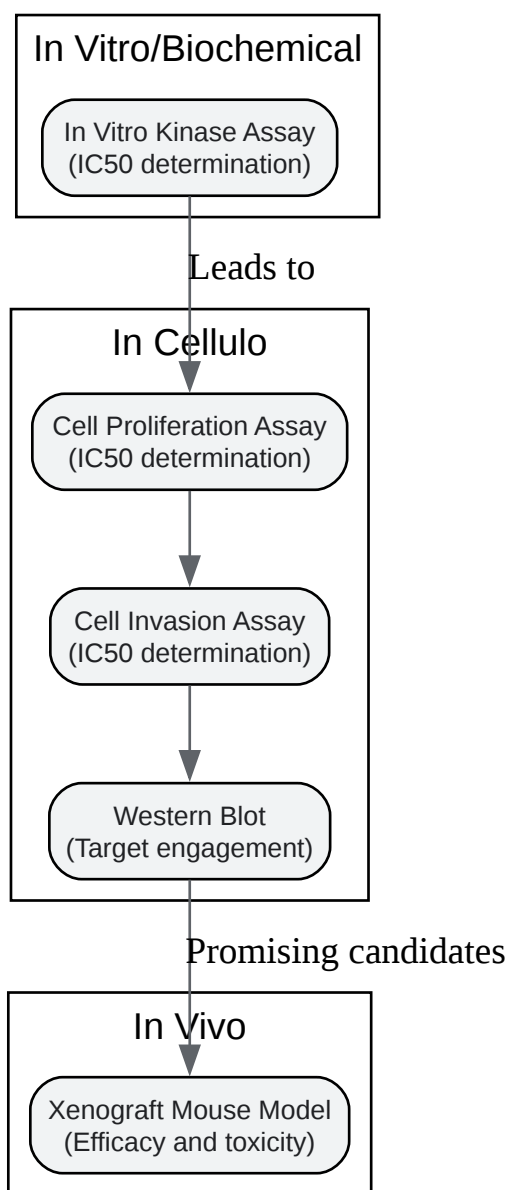 In Vitro/Biochemical
In Vitro Kinase Assay
(IC50 determination)
Leads to
In Cellulo
Cell Proliferation Assay
(IC50 determination)
Cell Invasion Assay
(IC50 determination)
Western Blot
(Target engagement)
Promising candidates
In Vivo
Xenograft Mouse Model
(Efficacy and toxicity)